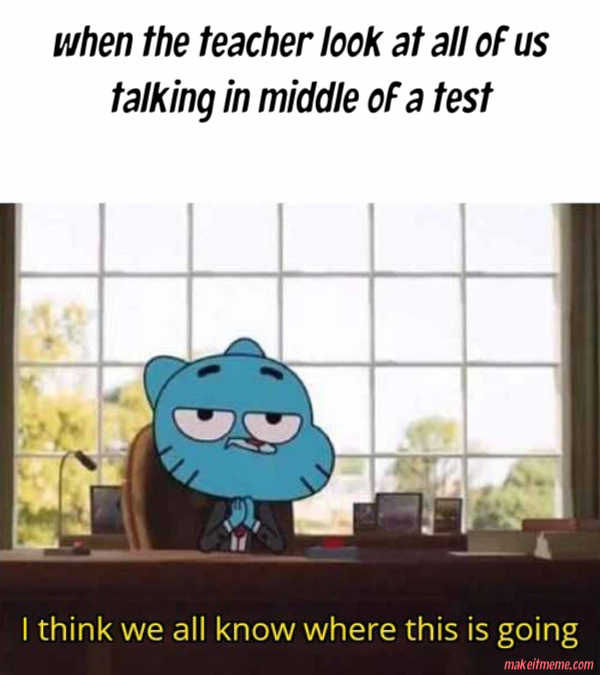 when the teacher look at all of us
talking in middle of a test
I think we all know where this is going
makeitmeme.com